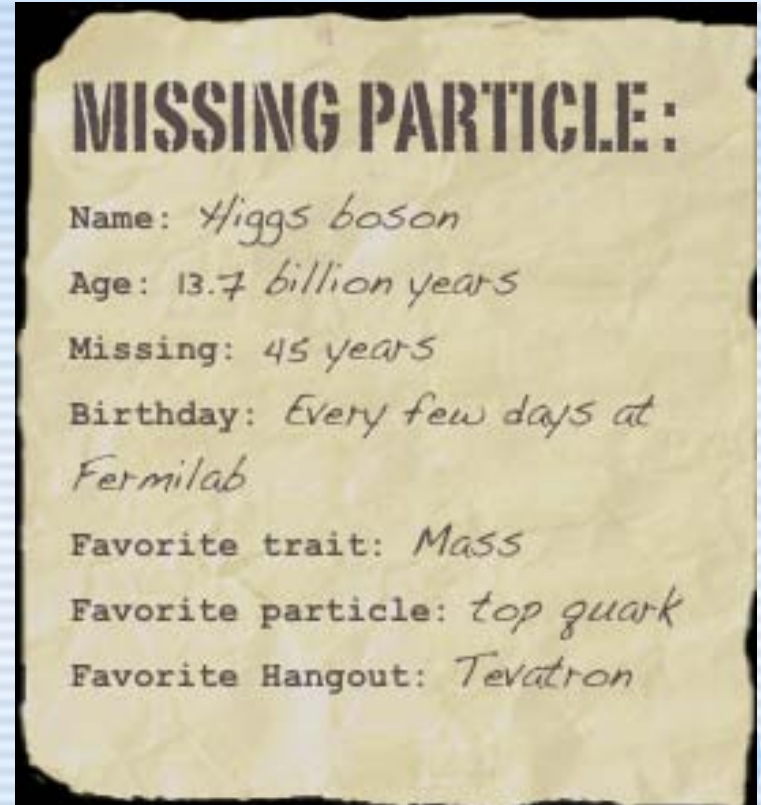 MISSING PARTICLE:
Name: Higgs boson
Age: 13.7 billion years
Missing: 45 years
Birthday: Every few days at
Fermilab
Favorite trait: Mass
Favorite particle: top quark
Favorite Hangout: Tevatron